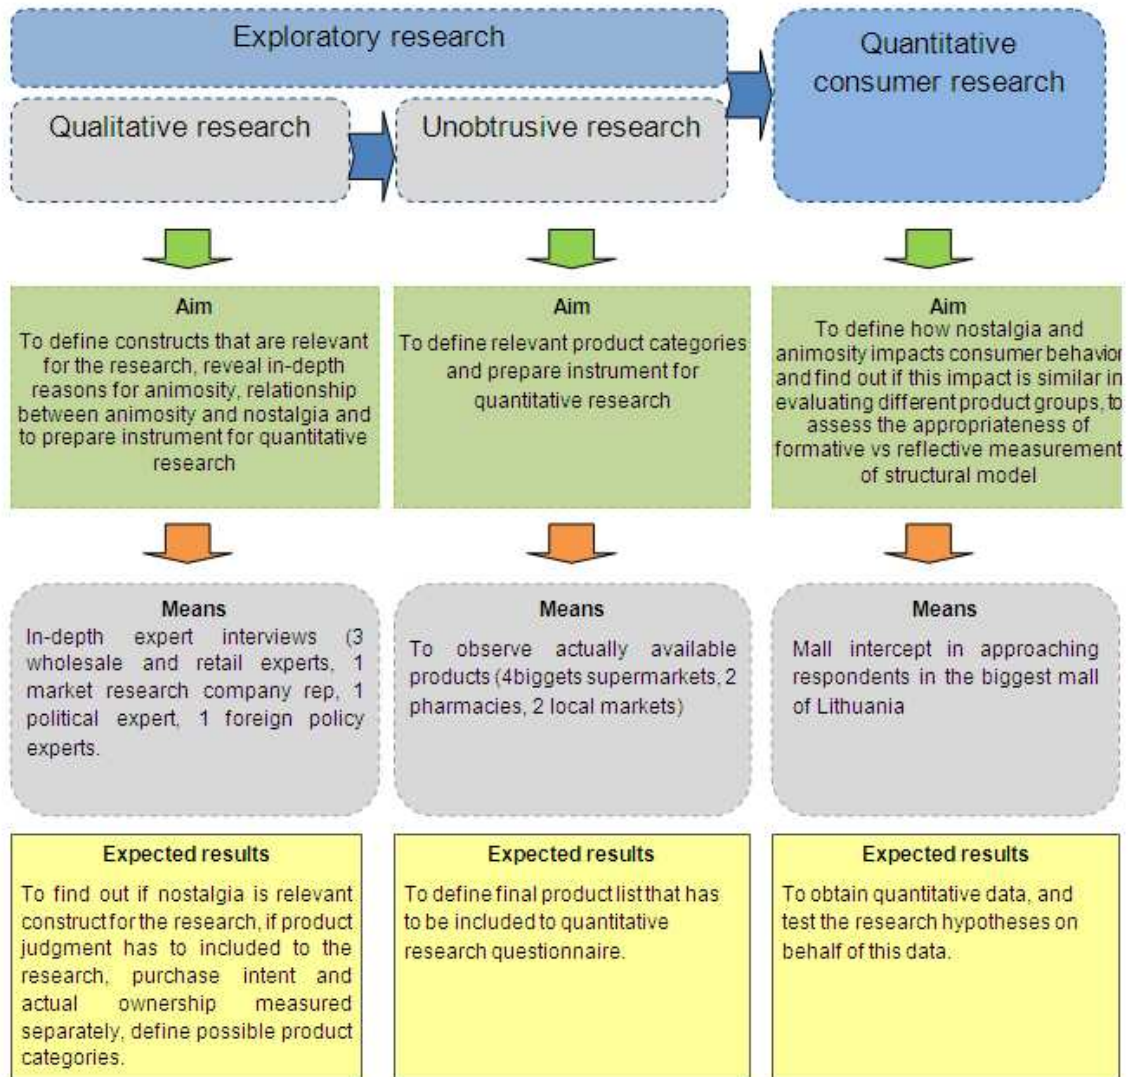 Exploratory research
Quantitative
consumer research
Qualitative research
Unobtrusive research
Aim
To define constructs that are relevant
for the research, reveal in-depth
reasons for animosity, relationship
between animosity and nostalgia and
to prepare instrument for quantitative
research
Aim
To define relevant product categories
and prepare instrument for
quantitative research
Aim
To define how nostalgia and
animosity impacts consumer behavior
and find out if this impact is similar in
evaluating different product groups, to
assess the appropriateness of
formative vs reflective measurement
of structural model
Means
In-depth expert interviews (3
wholesale and retail experts, 1
market research company rep, 1
political expert, 1 foreign policy
experts.
Means
To observe actually available
products (4biggets supermarkets, 2
pharmacies, 2 local markets)
Means
Mall intercept in approaching
respondents in the biggest mall
of Lithuania
Expected results
To find out if nostalgia is relevant
construct for the research, if product
judgment has to included to the
research, purchase intent and
actual ownership measured
separately, define possible product
categories.
Expected results
To define final product list that has
to be included to quantitative
research questionnaire.
Expected results
To obtain quantitative data, and
test the research hypotheses on
behalf of this data.